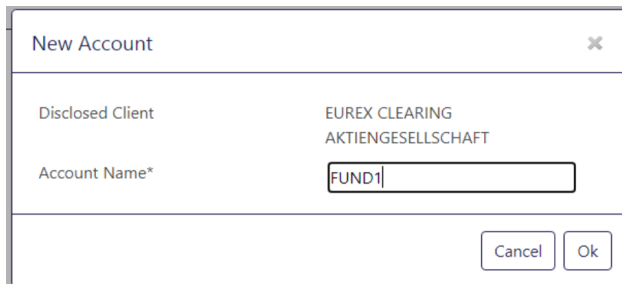 New Account
Disclosed Client EUREX CLEARING
AKTIENGESELLSCHAFT
Account Name* FUND1
Cancel Ok